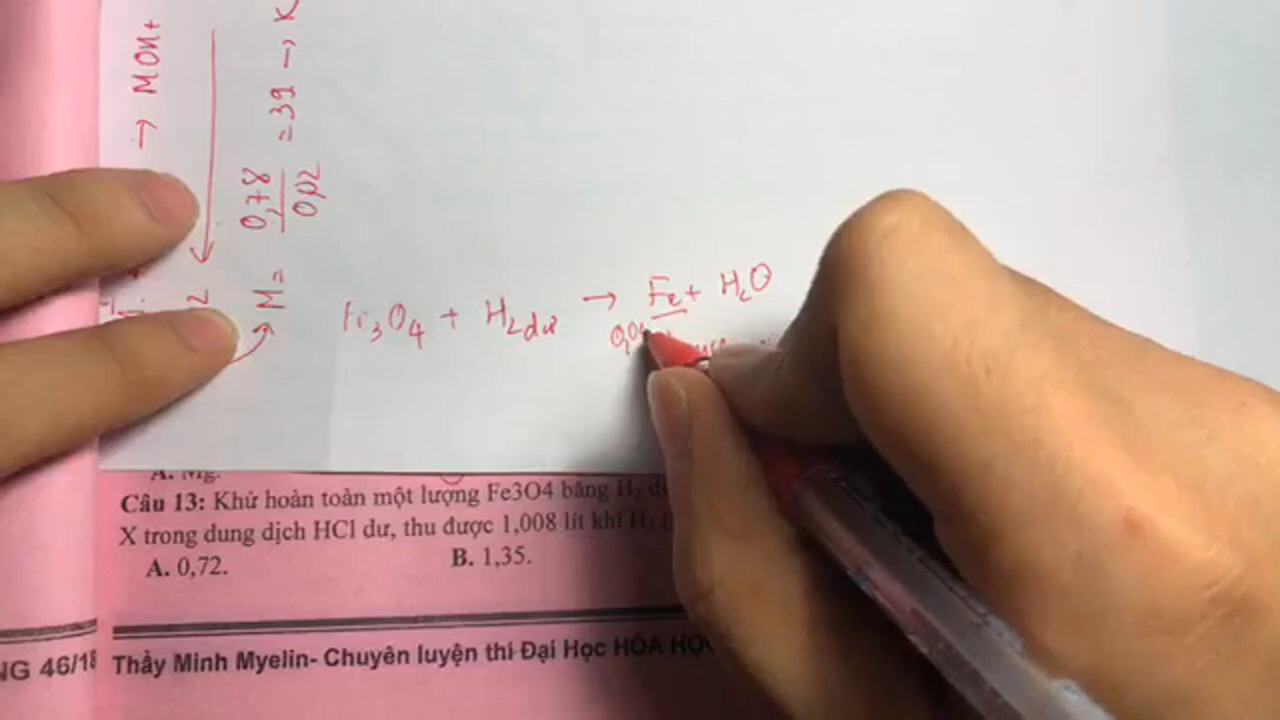 → MOH +
M = 0,78 / 0,02 = 39 → K
Fe3O4 + H2 dư → Fe + H2O
Câu 13: Khử hoàn toàn một lượng Fe3O4 bằng H2
X trong dung dịch HCl dư, thu được 1,008 lít khí H2
A. 0,72. B. 1,35.
NG 46/18 Thầy Minh Myelin- Chuyên luyện thi Đại Học HÓA HỌC